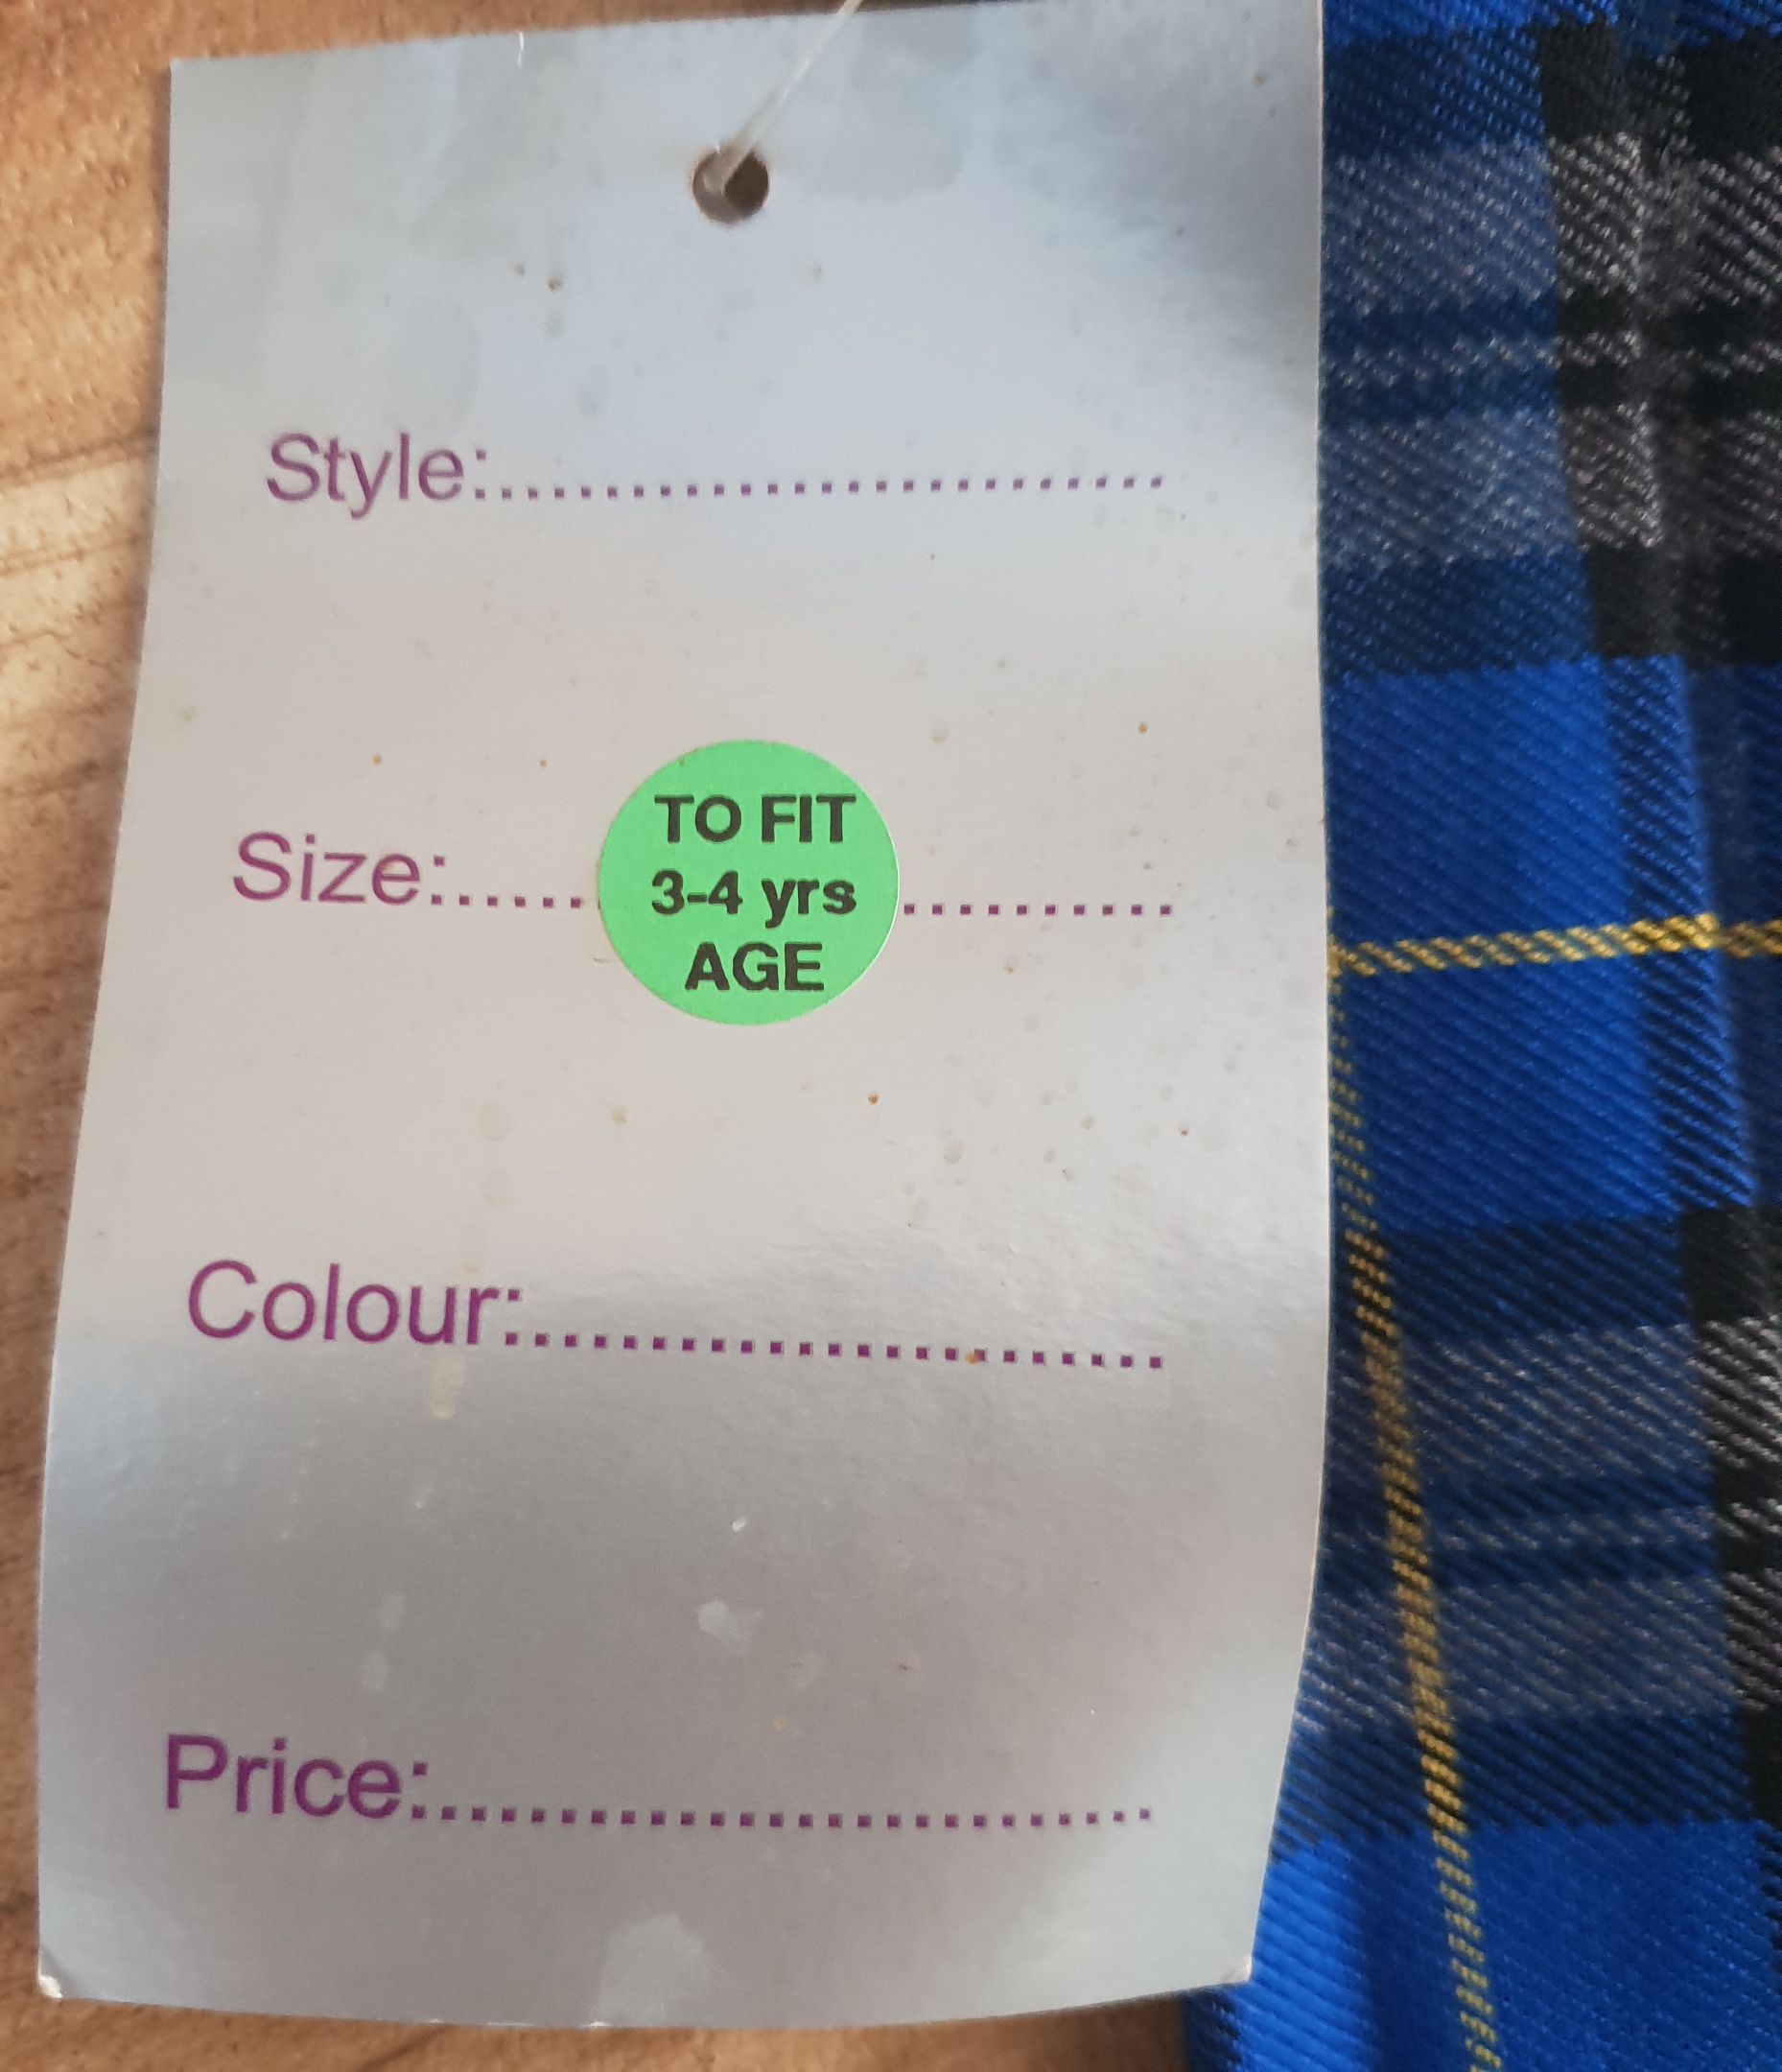 Style:..........................
Size:......TO FIT..........
3-4 yrs
AGE
Colour:.......................
Price:..........................